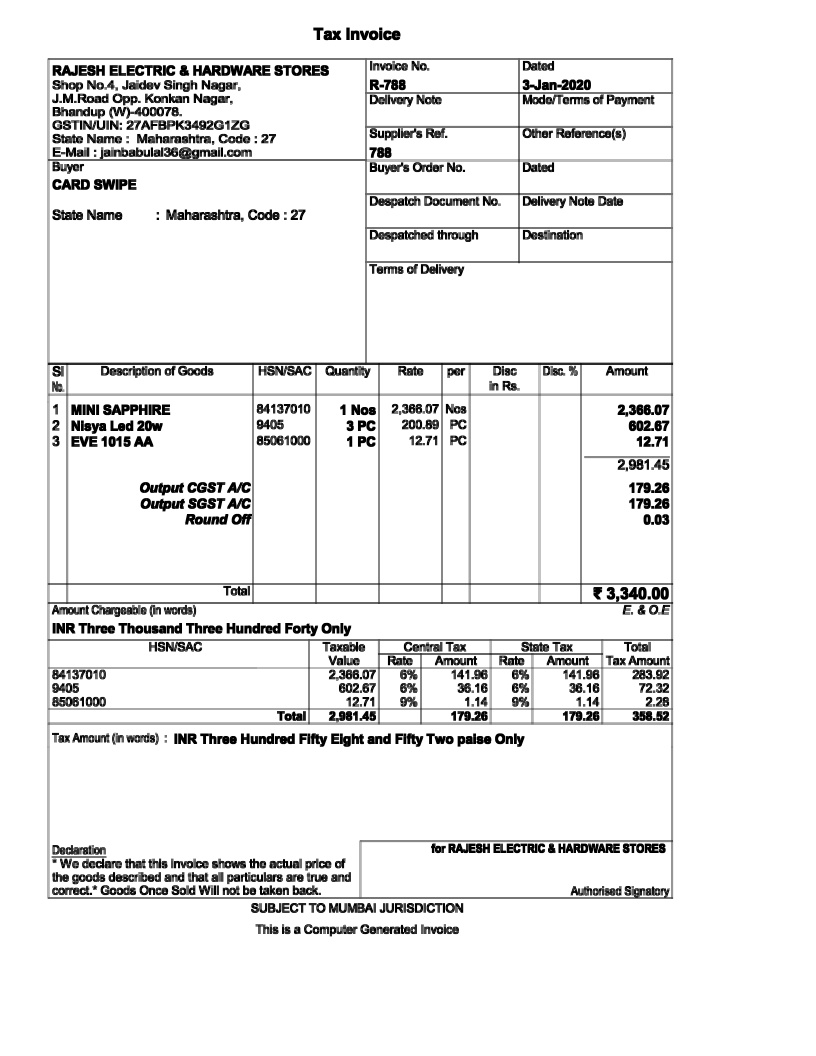 Tax Invoice
RAJESH ELECTRIC & HARDWARE STORES
Shop No.4, Jaidev Singh Nagar,
J.M.Road Opp. Konkan Nagar,
Bhandup (W)-400078.
GSTIN/UIN: 27AFBPK3492G1ZG
State Name : Maharashtra, Code : 27
E-Mail : jainbabulal36@gmail.com
Invoice No. Dated
R-788 3-Jan-2020
Delivery Note Mode/Terms of Payment
Supplier's Ref. Other Reference(s)
788
Buyer
CARD SWIPE
State Name : Maharashtra, Code : 27
Buyer's Order No. Dated
Despatch Document No. Delivery Note Date
Despatched through Destination
Terms of Delivery
Sl Description of Goods HSN/SAC Quantity Rate per Disc Disc. % Amount
No. in Rs.
1 MINI SAPPHIRE 84137010 1 Nos 2,366.07 Nos 2,366.07
2 Nisya Led 20w 9405 3 PC 200.89 PC 602.67
3 EVE 1015 AA 85061000 1 PC 12.71 PC 12.71
2,981.45
Output CGST A/C 179.26
Output SGST A/C 179.26
Round Off 0.03
Total ₹ 3,340.00
Amount Chargeable (in words) E. & O.E
INR Three Thousand Three Hundred Forty Only
HSN/SAC Taxable Central Tax State Tax Total
Value Rate Amount Rate Amount Tax Amount
84137010 2,366.07 6% 141.96 6% 141.96 283.92
9405 602.67 6% 36.16 6% 36.16 72.32
85061000 12.71 9% 1.14 9% 1.14 2.28
Total 2,981.45 179.26 179.26 358.52
Tax Amount (in words) : INR Three Hundred Fifty Eight and Fifty Two paise Only
Declaration
* We declare that this invoice shows the actual price of
the goods described and that all particulars are true and
correct.* Goods Once Sold Will not be taken back.
for RAJESH ELECTRIC & HARDWARE STORES
Authorised Signatory
SUBJECT TO MUMBAI JURISDICTION
This is a Computer Generated Invoice